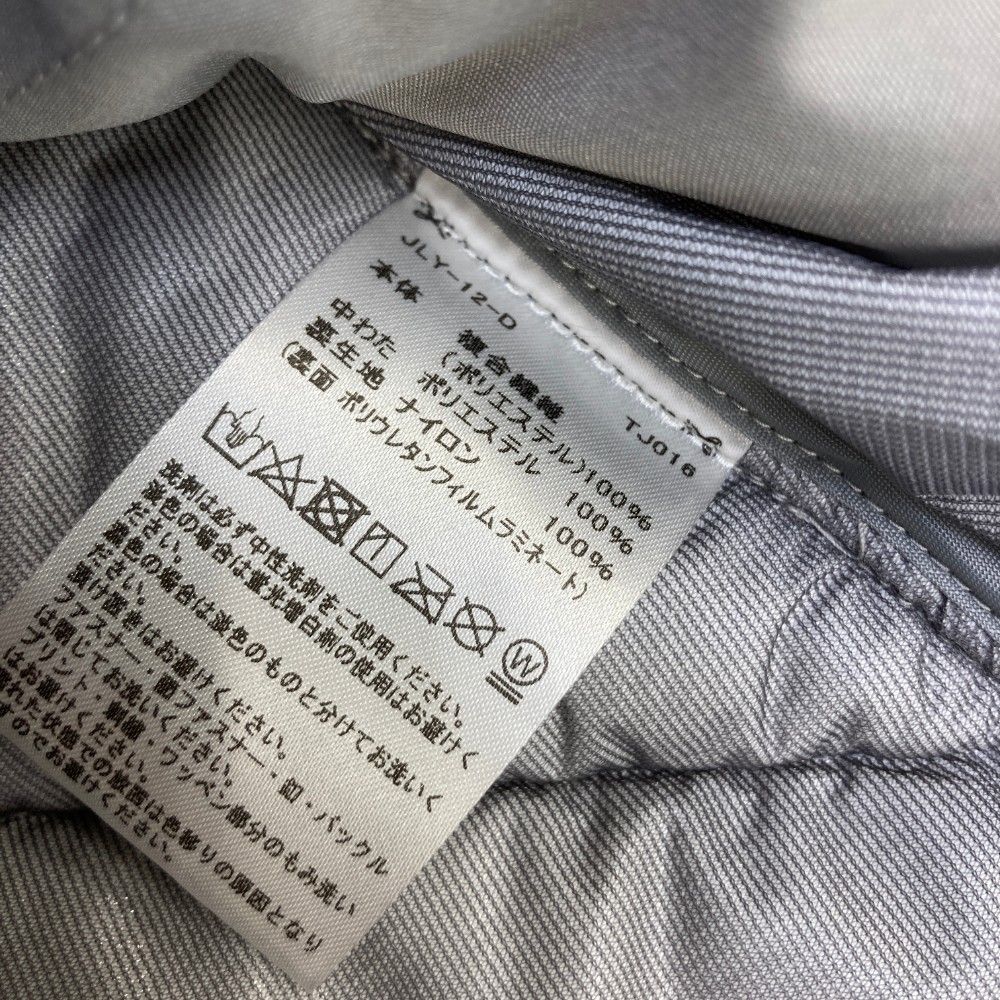 JLY-12-D TJ016
本体 複合繊維
(ポリエステル)100%
中わた ポリエステル 100%
裏生地 ナイロン 100%
(裏面 ポリウレタンフィルムラミネート)
W
洗剤は必ず中性洗剤をご使用ください。
淡色の場合は蛍光増白剤の使用はお避けく
濃色の場合は淡色のものと分けてお洗いく
漬け置きはお避けください。
ファスナー・面ファスナー・釦・バックル
は閉じてお洗いください。
プリント・刺繍・ワッペン部分のもみ洗い
はお避けください。
濡れた状態での放置は色移りの原因となり
のでお避けください。